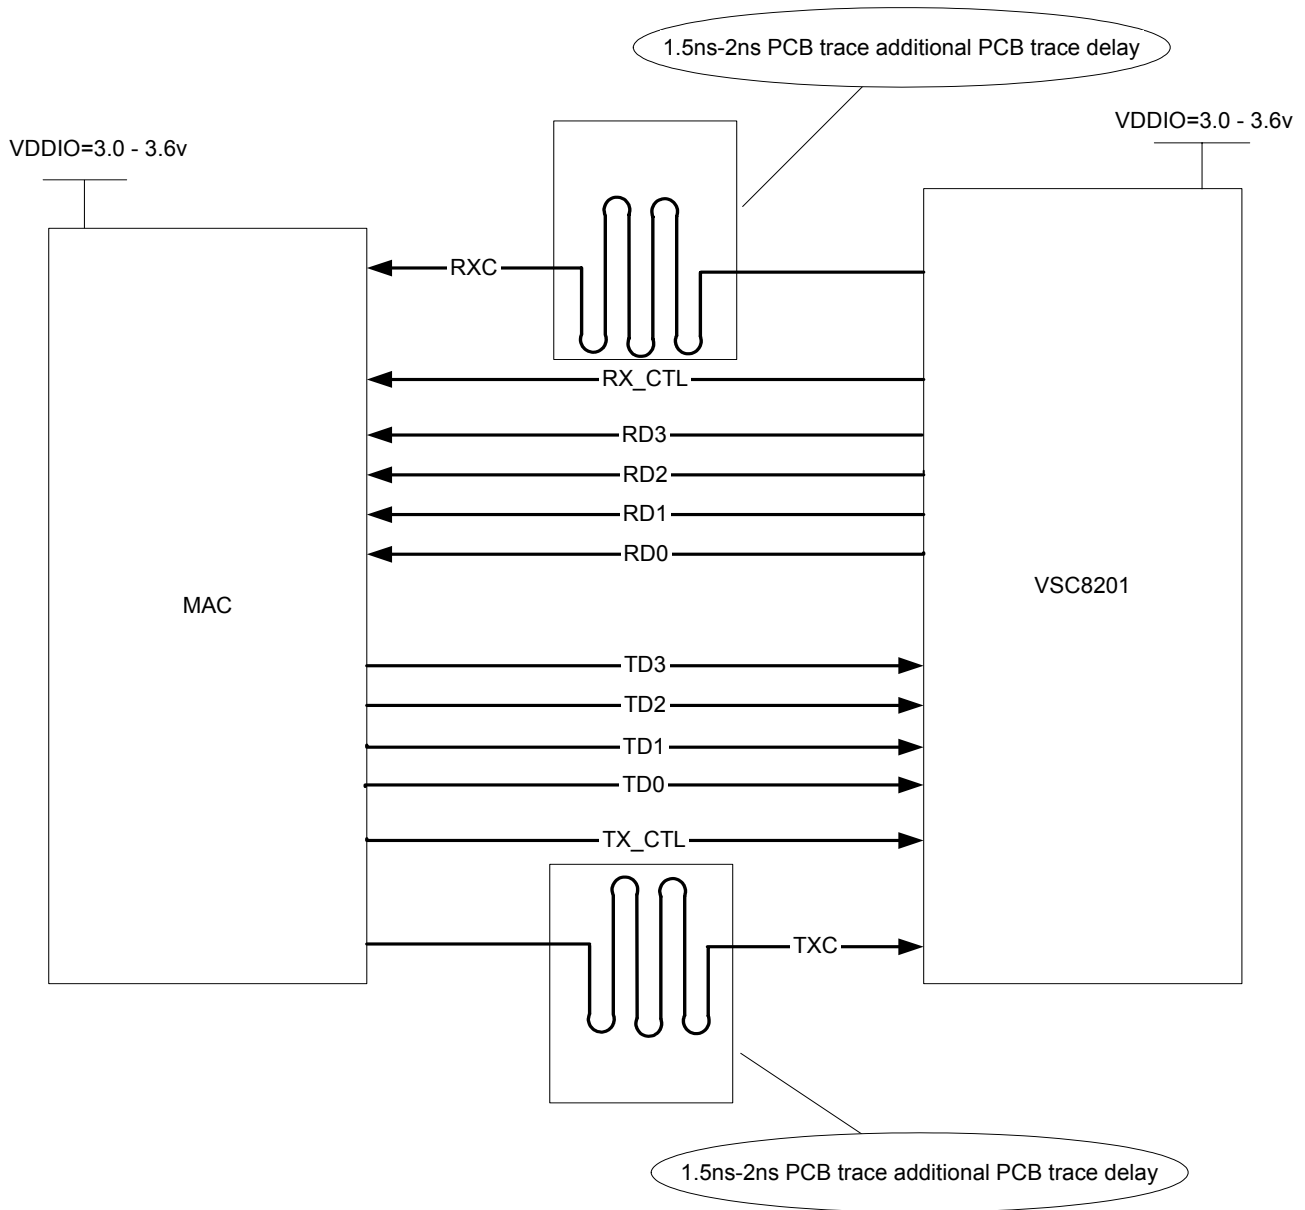 1.5ns-2ns PCB trace additional PCB trace delay
VDDIO=3.0 - 3.6v
VDDIO=3.0 - 3.6v
RXC
RX_CTL
RD3
RD2
RD1
RD0
MAC
VSC8201
TD3
TD2
TD1
TD0
TX_CTL
TXC
1.5ns-2ns PCB trace additional PCB trace delay